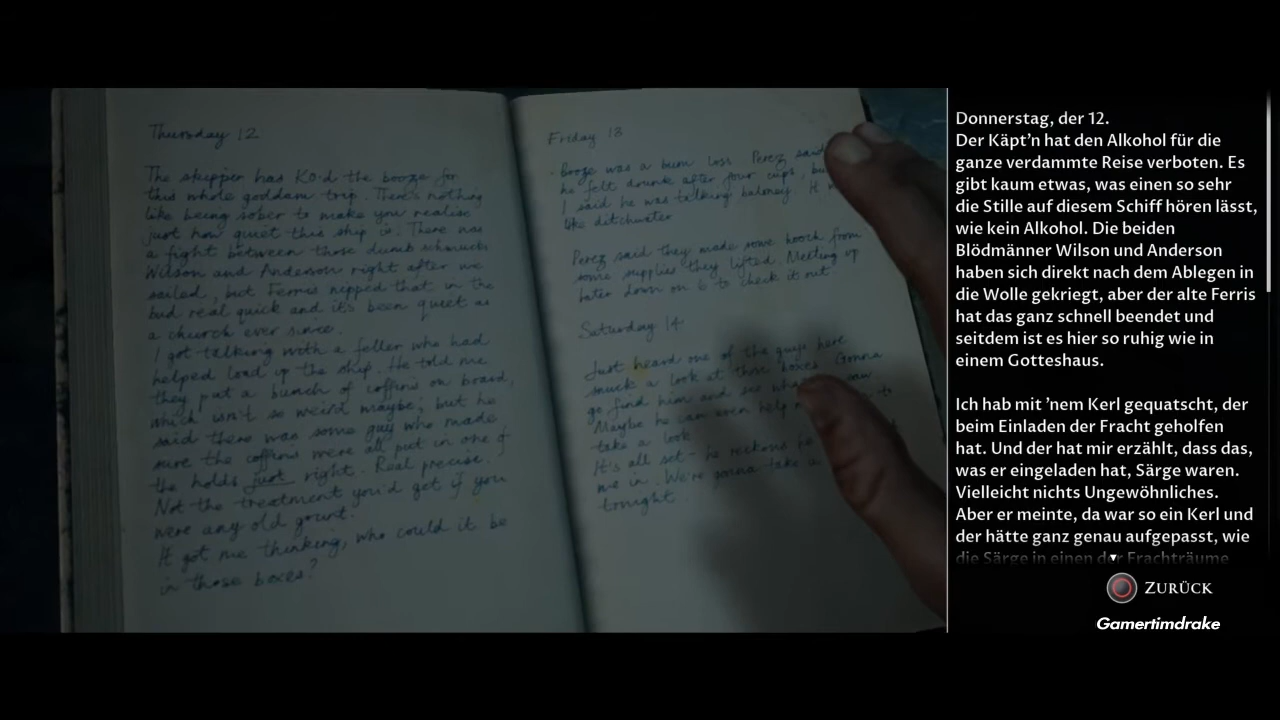 Thursday 12
The skipper has KO'd the booze for
this whole goddem trip. There's nothing
like being sober to make you realise
just how quiet this ship is. There was
a fight between those dumb schmucks
Wilson and Anderson right after we
sailed, but Ferris nipped that in the
bud real quick and it's been quiet as
a church ever since.
I got talking with a feller who had
helped load up the ship. He told me
they put a bunch of coffins on board,
which isn't so weird maybe, but he
said there was some guy who made
sure the coffins were all put in one of
the holds just right. Real precise.
Not the treatment you'd get if you
were any old grunt.
It got me thinking, who could it be
in those boxes?
Friday 13
- Booze was a bum loss. Perez said
he felt drunk after four cups, bu
I said he was talking baloney. It
like ditchwater
Perez said they made some hooch from
some supplies they lifted. Meeting up
later down on 6 to check it out
Saturday 14
Just heard one of the guys here
snuck a look at those boxes. Gonna
go find him and see what saw
Maybe he can even help to
take a look
It's all set - he reckons he
me in. We're gonna take a
tonight.
Donnerstag, der 12.
Der Käpt'n hat den Alkohol für die
ganze verdammte Reise verboten. Es
gibt kaum etwas, was einen so sehr
die Stille auf diesem Schiff hören lässt,
wie kein Alkohol. Die beiden
Blödmänner Wilson und Anderson
haben sich direkt nach dem Ablegen in
die Wolle gekriegt, aber der alte Ferris
hat das ganz schnell beendet und
seitdem ist es hier so ruhig wie in
einem Gotteshaus.
Ich hab mit 'nem Kerl gequatscht, der
beim Einladen der Fracht geholfen
hat. Und der hat mir erzählt, dass das,
was er eingeladen hat, Särge waren.
Vielleicht nichts Ungewöhnliches.
Aber er meinte, da war so ein Kerl und
der hätte ganz genau aufgepasst, wie
die Särge in einen der Frachträume
ZURÜCK
Gamertimdrake